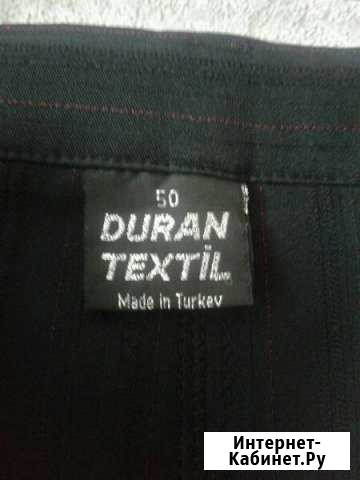 50
DURAN
TEXTİL
Made in Turkey
Интернет-
Кабинет.Ру